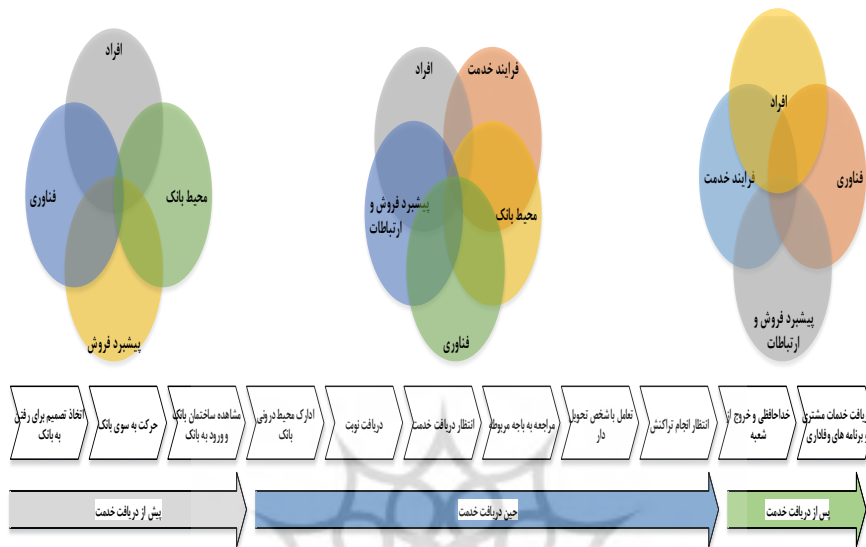 افراد
فناوری
محیط بانک
پیشبرد فروش
افراد
فرایند خدمت
پیشبرد فروش و
ارتباطات
محیط بانک
فناوری
افراد
فرایند خدمت
فناوری
پیشبرد فروش و
ارتباطات
اتخاذ تصمیم برای رفتن
به بانک
حرکت به سوی بانک
مشاهده ساختمان بانک
و ورود به بانک
ادارک محیط درونی
بانک
دریافت نوبت
انتظار دریافت خدمت
مراجعه به باجه مربوطه
تعامل با شخص تحویل
دار
انتظار انجام تراکنش
خداحافظی و خروج از
شعبه
یافت خدمات مشتری
و برنامه های وفاداری
پیش از دریافت خدمت
حین دریافت خدمت
پس از دریافت خدمت